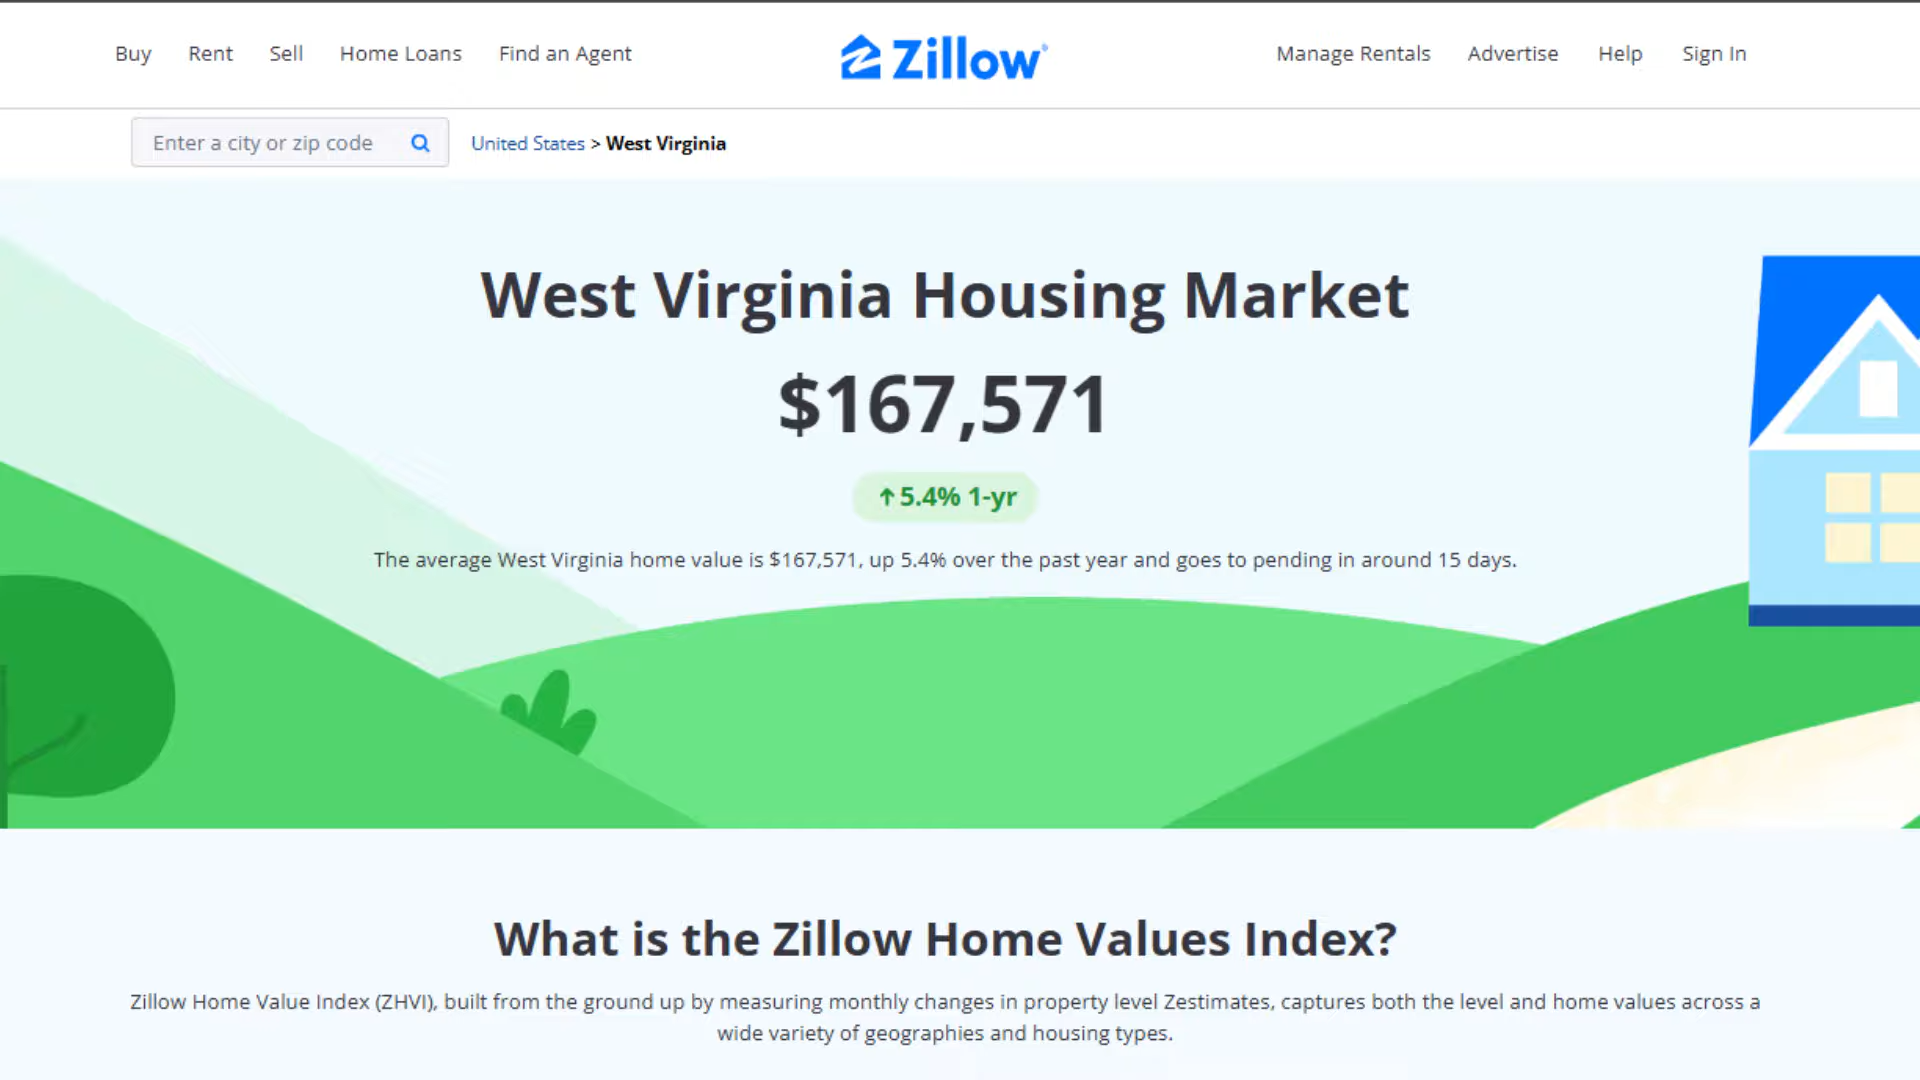 Buy Rent Sell Home Loans Find an Agent Zillow® Manage Rentals Advertise Help Sign In
Enter a city or zip code United States > West Virginia
West Virginia Housing Market
$167,571
↑5.4% 1-yr
The average West Virginia home value is $167,571, up 5.4% over the past year and goes to pending in around 15 days.
What is the Zillow Home Values Index?
Zillow Home Value Index (ZHVI), built from the ground up by measuring monthly changes in property level Zestimates, captures both the level and home values across a
wide variety of geographies and housing types.